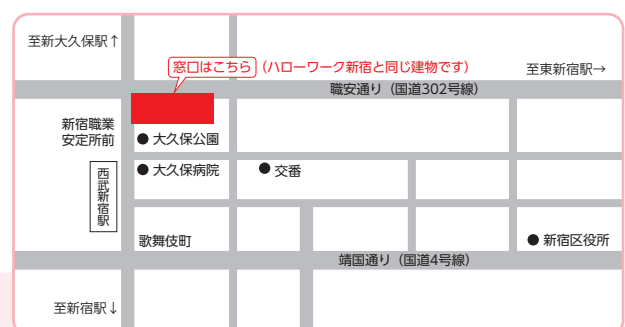 至新大久保駅↑
窓口はこちら（ハローワーク新宿と同じ建物です）
至東新宿駅→
職安通り（国道302号線）
新宿職業
安定所前
● 大久保公園
● 大久保病院
● 交番
西武新宿駅
歌舞伎町
● 新宿区役所
靖国通り（国道4号線）
至新宿駅↓